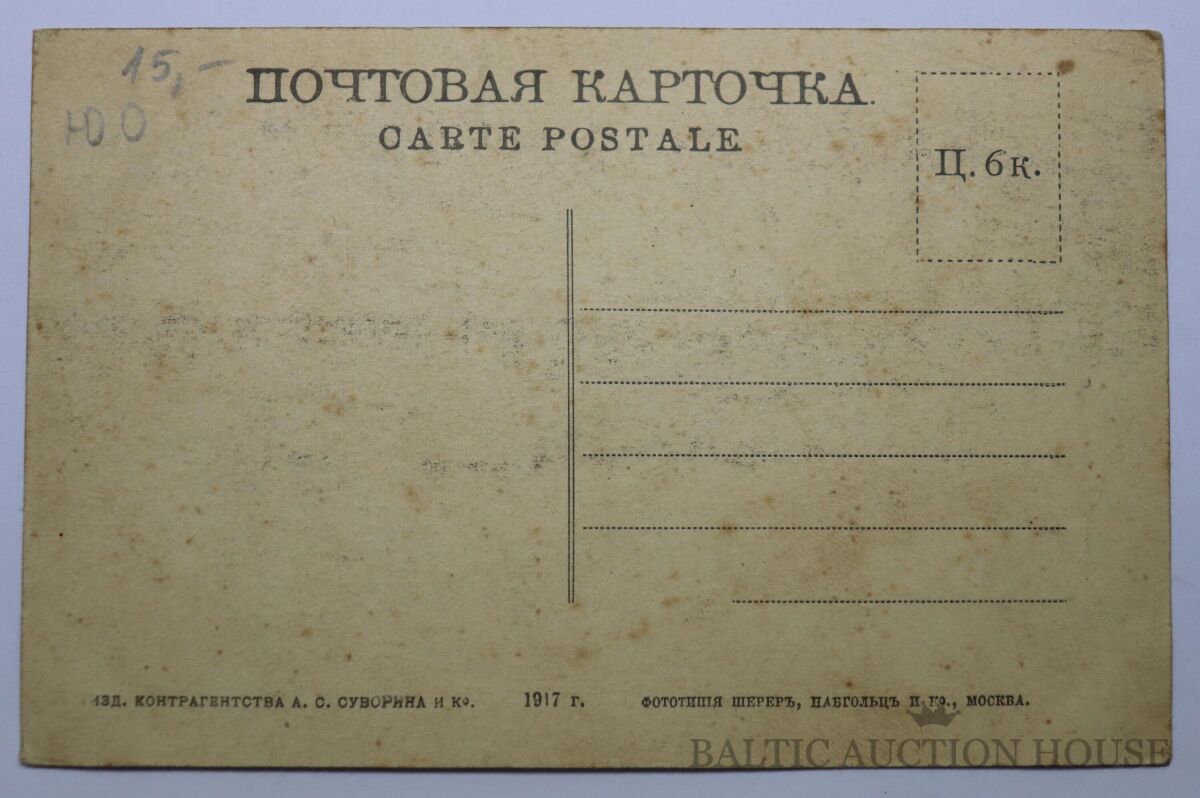 15,-
ЮО
ПОЧТОВАЯ КАРТОЧКА.
CARTE POSTALE
Ц. 6 к.
ИЗД. КОНТРАГЕНТСТВА А. С. СУВОРИНА И Ко. 1917 г. ФОТОТИПІЯ ШЕРЕРЪ, НАБГОЛЬЦЪ И Ко., МОСКВА.
BALTIC AUCTION HOUSE